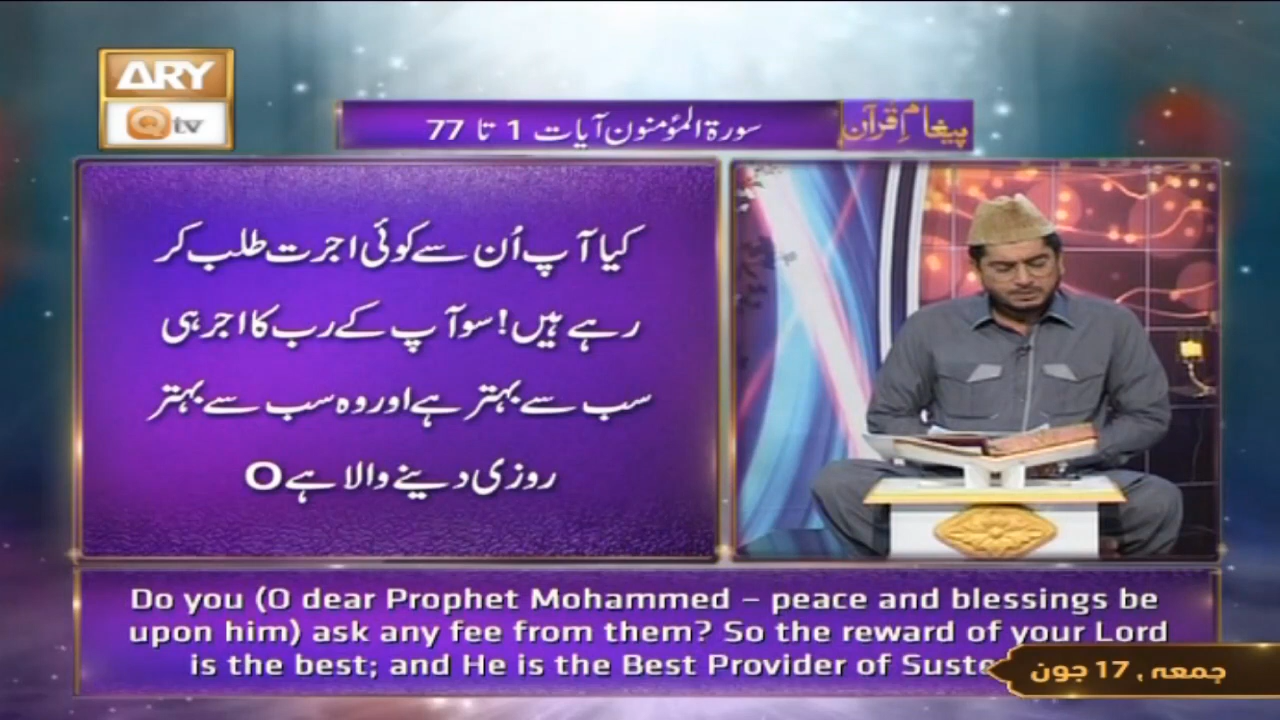 ARY
Qtv
سورۃ المؤمنون آیات 1 تا 77
پیغامِ قرآن
کیا آپ اُن سے کوئی اجرت طلب کر
رہے ہیں! سو آپ کے رب کا اجر ہی
سب سے بہتر ہے اور وہ سب سے بہتر
روزی دینے والا ہے O
Do you (O dear Prophet Mohammed – peace and blessings be
upon him) ask any fee from them? So the reward of your Lord
is the best; and He is the Best Provider of Suste
جمعہ , 17 جون